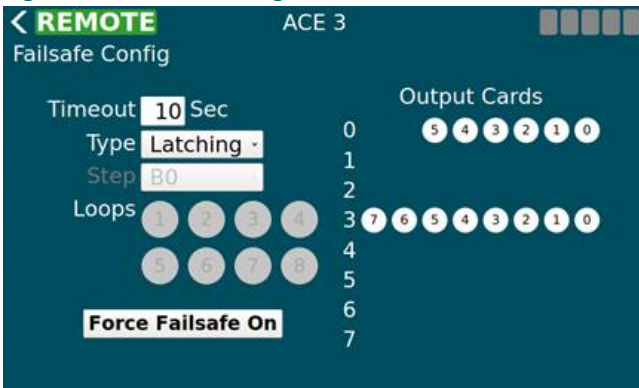 < REMOTE ACE 3
Failsafe Config
Timeout 10 Sec
Type Latching
Step B0
Loops 1 2 3 4
5 6 7 8
Force Failsafe On
Output Cards
0 5 4 3 2 1 0
1
2
3 7 6 5 4 3 2 1 0
4
5
6
7